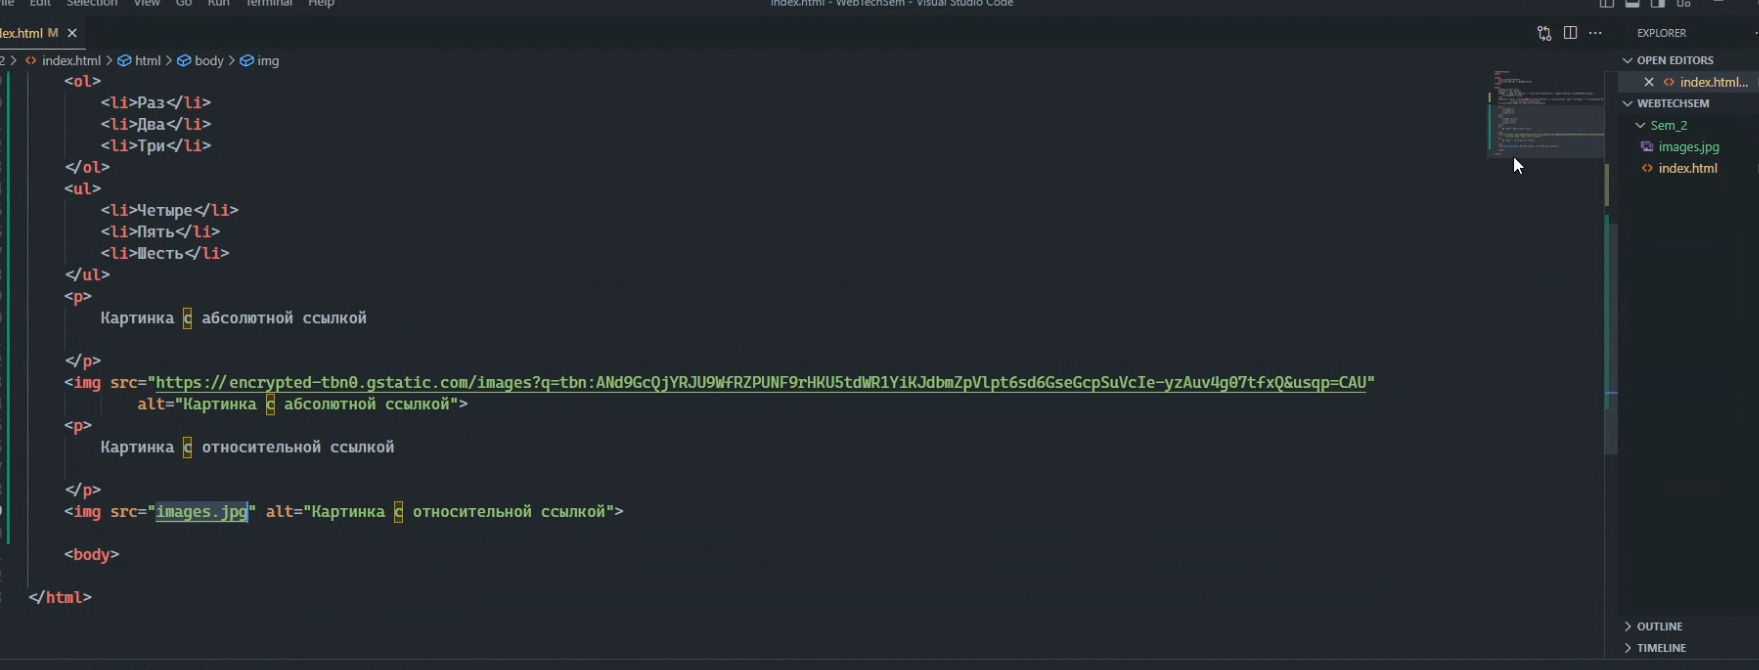 File Edit Selection View Go Run Terminal Help
index.html - WebTechSem - Visual Studio Code
index.html M ×
EXPLORER
2 > <> index.html > html > body > img
OPEN EDITORS
× <> index.html...
WEBTECHSEM
Sem_2
images.jpg
<> index.html
<ol>
<li>Раз</li>
<li>Два</li>
<li>Три</li>
</ol>
<ul>
<li>Четыре</li>
<li>Пять</li>
<li>Шесть</li>
</ul>
<p>
Картинка с абсолютной ссылкой
</p>
<img src="https://encrypted-tbn0.gstatic.com/images?q=tbn:ANd9GcQjYRJU9WfRZPUNF9rHKU5tdWR1YiKJdbmZpVlpt6sd6GseGcpSuVcIe-yzAuv4g07tfxQ&usqp=CAU"
alt="Картинка с абсолютной ссылкой">
<p>
Картинка с относительной ссылкой
</p>
<img src="images.jpg" alt="Картинка с относительной ссылкой">
<body>
</html>
OUTLINE
TIMELINE